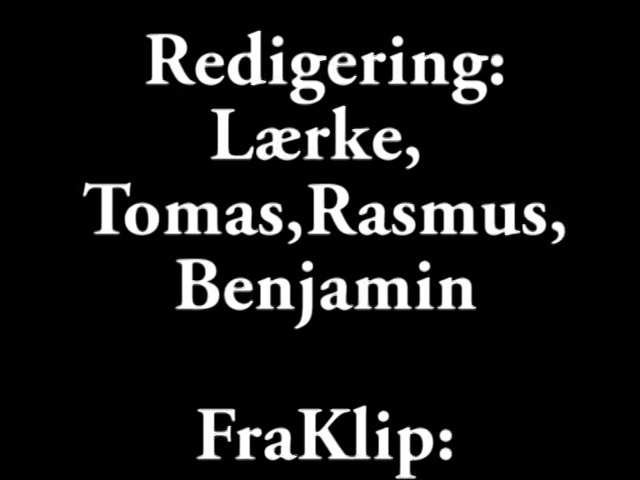 Redigering:
Lærke,
Tomas,Rasmus,
Benjamin
FraKlip: